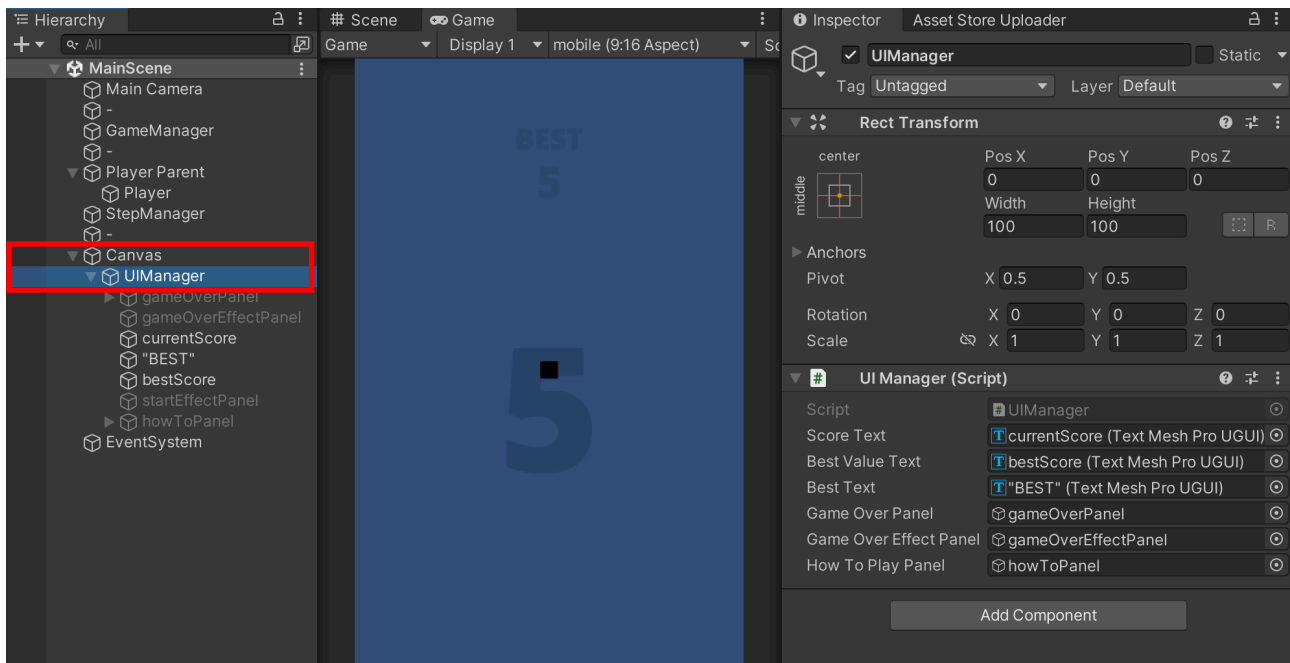 Hierarchy
All
MainScene
Main Camera
-
GameManager
-
Player Parent
Player
StepManager
-
Canvas
UIManager
gameOverPanel
gameOverEffectPanel
currentScore
"BEST"
bestScore
startEffectPanel
howToPanel
EventSystem
# Scene Game
Game Display 1 mobile (9:16 Aspect) Sc
BEST
5
5
Inspector Asset Store Uploader
UIManager Static
Tag Untagged Layer Default
Rect Transform
center Pos X Pos Y Pos Z
middle 0 0 0
Width Height
100 100 R
Anchors
Pivot X 0.5 Y 0.5
Rotation X 0 Y 0 Z 0
Scale X 1 Y 1 Z 1
# UI Manager (Script)
Script # UIManager
Score Text T currentScore (Text Mesh Pro UGUI)
Best Value Text T bestScore (Text Mesh Pro UGUI)
Best Text T "BEST" (Text Mesh Pro UGUI)
Game Over Panel gameOverPanel
Game Over Effect Panel gameOverEffectPanel
How To Play Panel howToPanel
Add Component